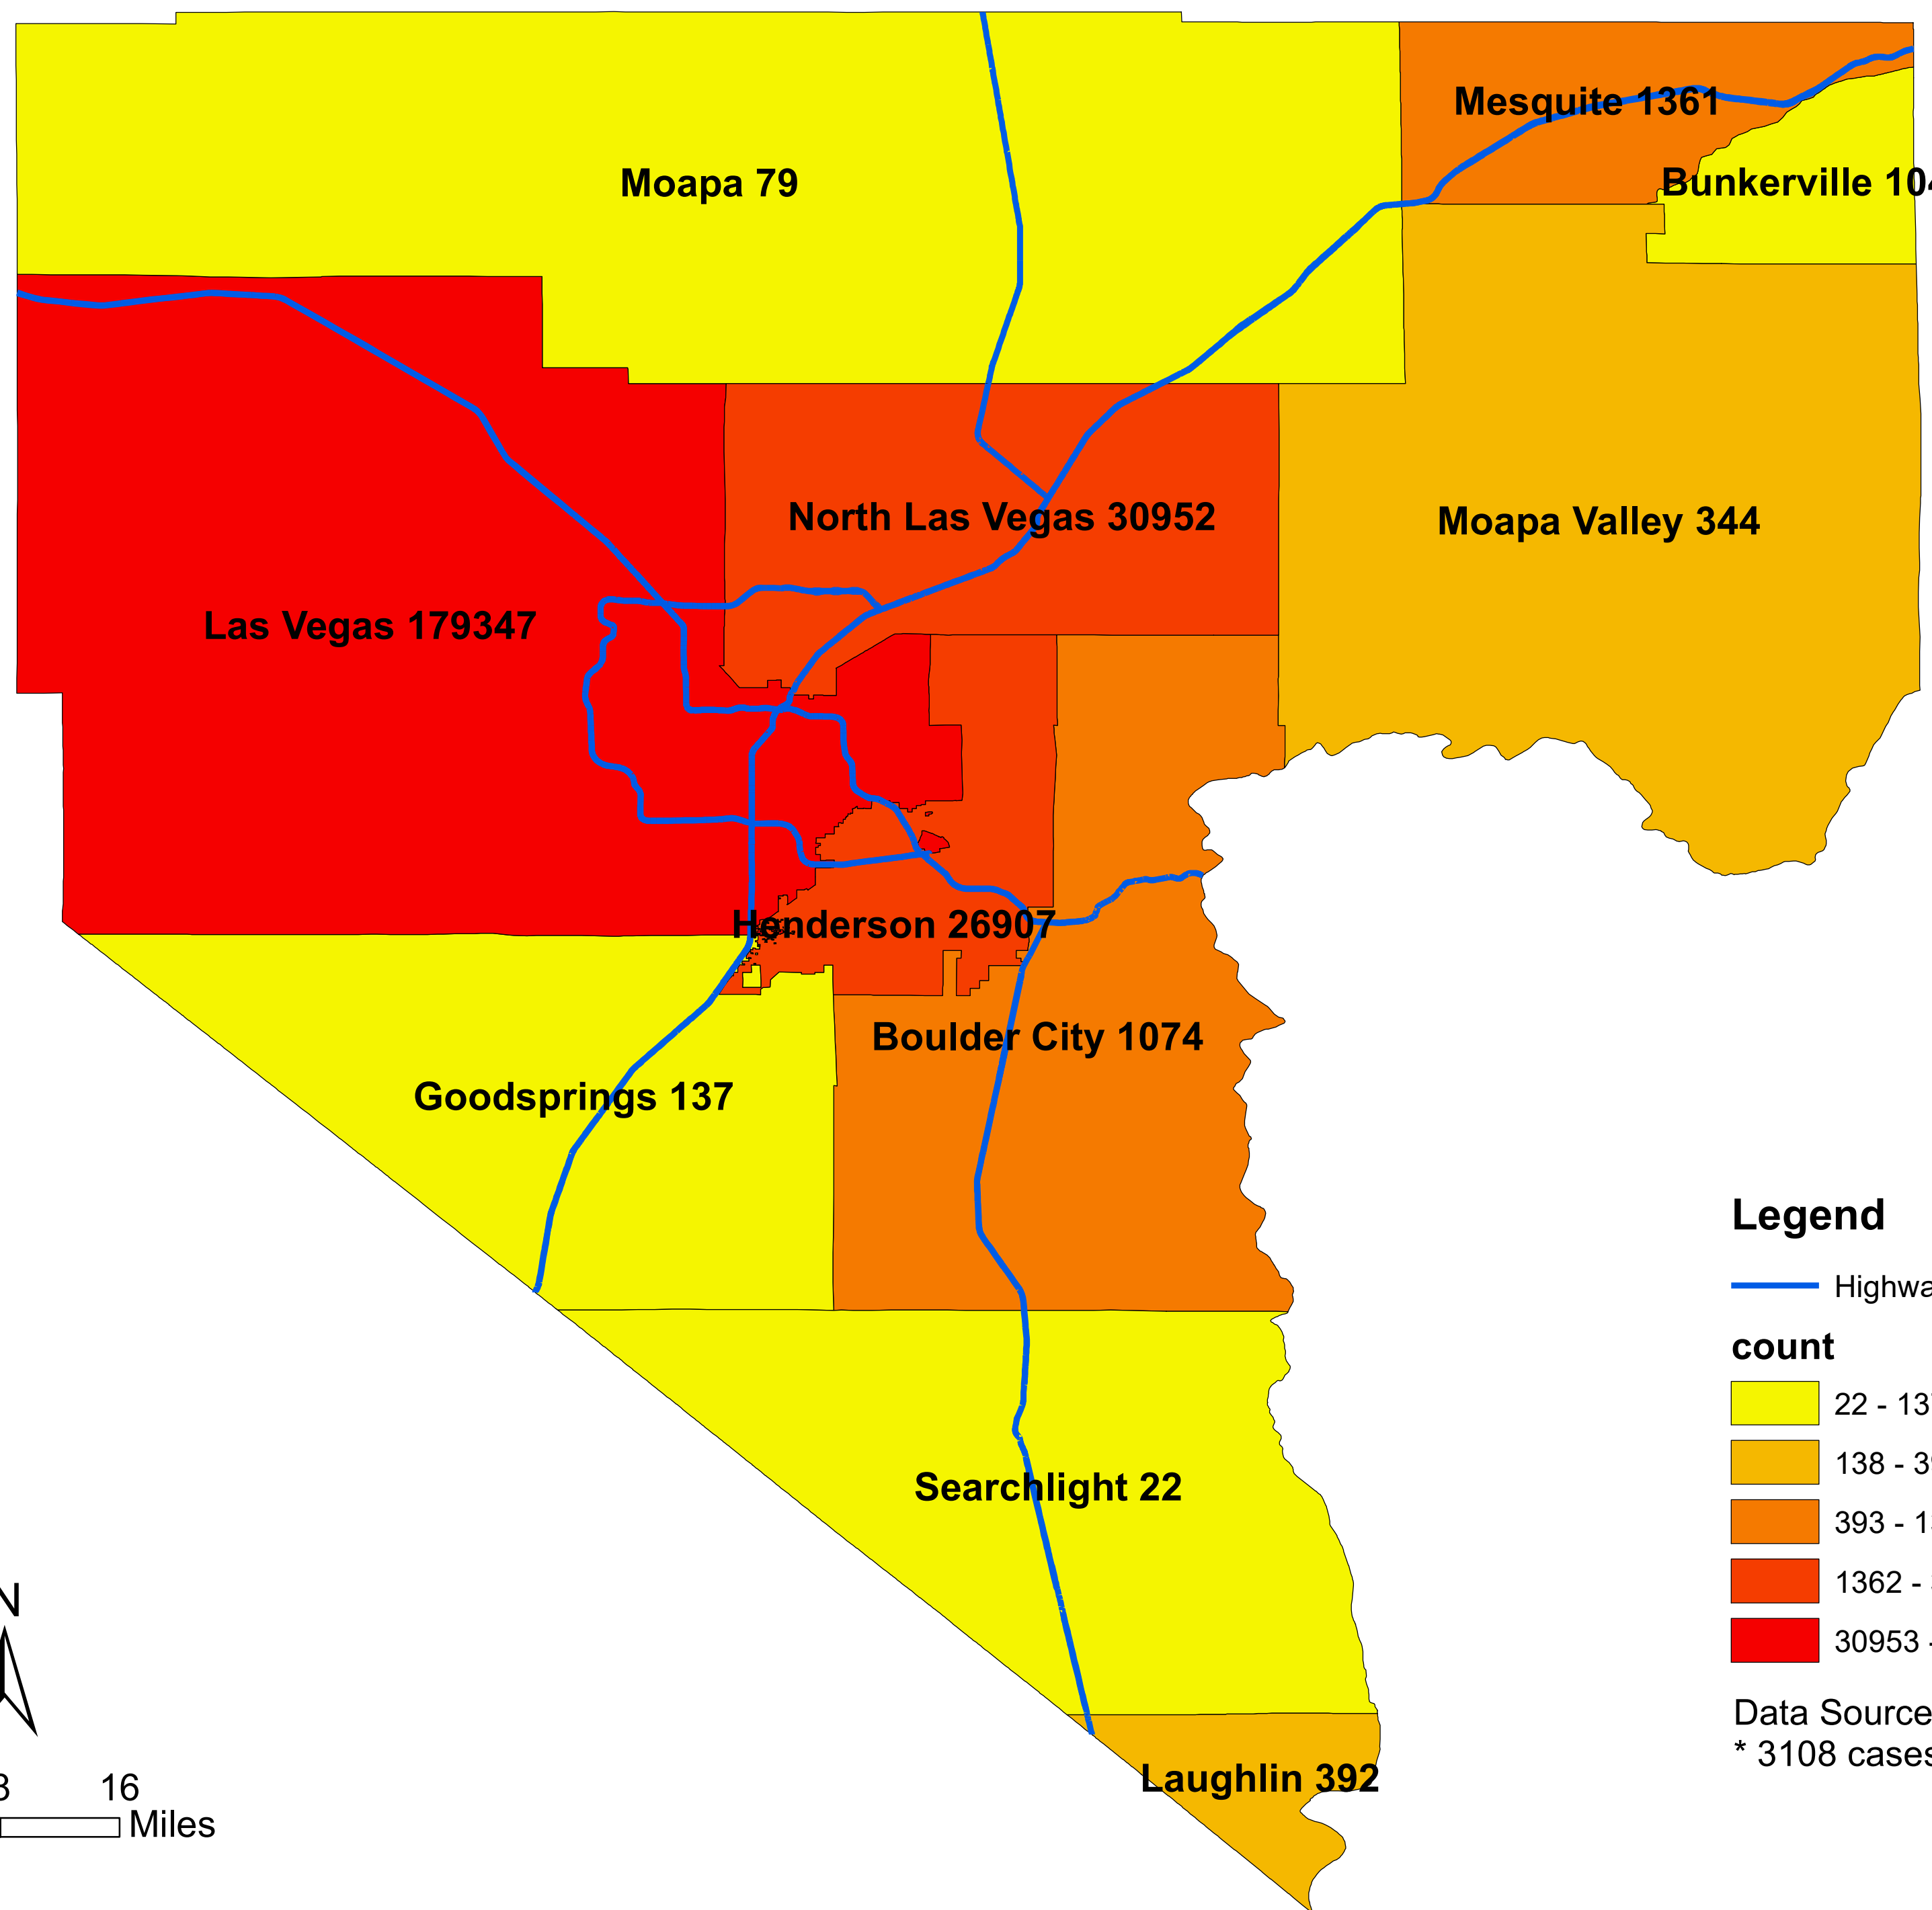 Mesquite 1361
Moapa 79
Bunkerville 104
North Las Vegas 30952
Moapa Valley 344
Las Vegas 179347
Henderson 26907
Boulder City 1074
Goodsprings 137
Searchlight 22
Laughlin 392
Legend
count
22 - 13
138 - 3
393 - 1
1362 -
30953 -
Data Source
* 3108 cases
N
16
Miles